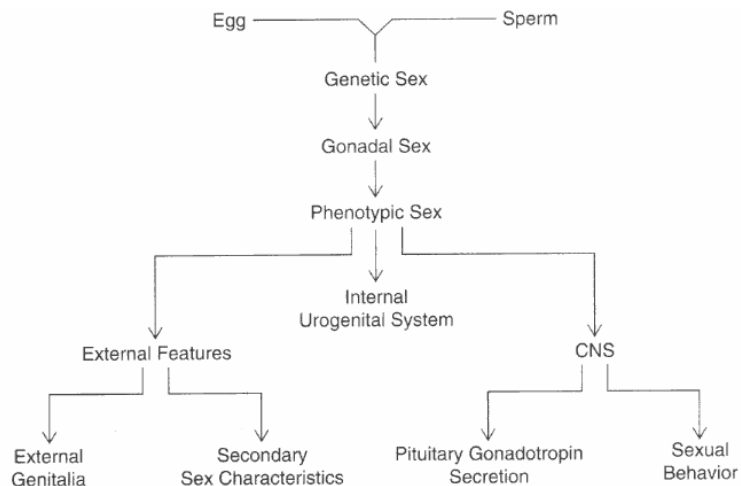 Egg
Sperm
Genetic Sex
Gonadal Sex
Phenotypic Sex
Internal
Urogenital System
External Features
CNS
External
Genitalia
Secondary
Sex Characteristics
Pituitary Gonadotropin
Secretion
Sexual
Behavior